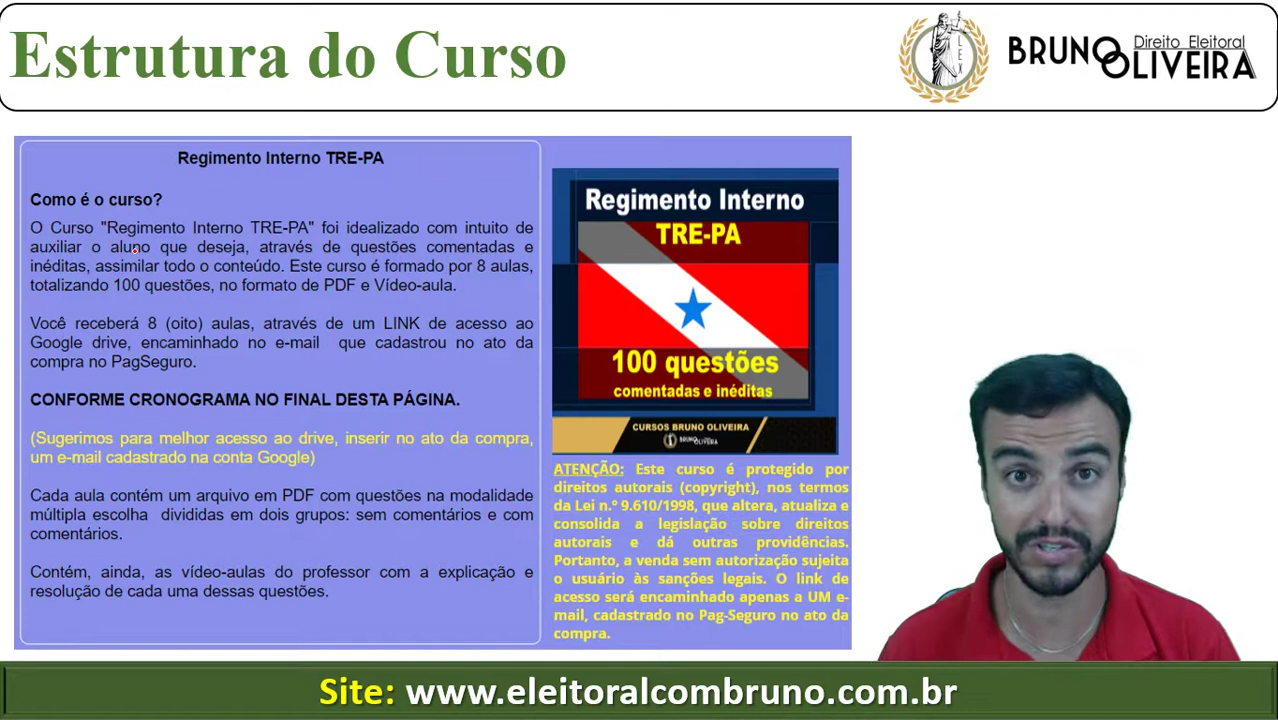 Estrutura do Curso
BRUNO OLIVEIRA
Direito Eleitoral
LEX
Regimento Interno TRE-PA
Como é o curso?
O Curso "Regimento Interno TRE-PA" foi idealizado com intuito de
auxiliar o aluno que deseja, através de questões comentadas e
inéditas, assimilar todo o conteúdo. Este curso é formado por 8 aulas,
totalizando 100 questões, no formato de PDF e Vídeo-aula.
Você receberá 8 (oito) aulas, através de um LINK de acesso ao
Google drive, encaminhado no e-mail que cadastrou no ato da
compra no PagSeguro.
CONFORME CRONOGRAMA NO FINAL DESTA PÁGINA.
(Sugerimos para melhor acesso ao drive, inserir no ato da compra,
um e-mail cadastrado na conta Google)
Cada aula contém um arquivo em PDF com questões na modalidade
múltipla escolha divididas em dois grupos: sem comentários e com
comentários.
Contém, ainda, as vídeo-aulas do professor com a explicação e
resolução de cada uma dessas questões.
Regimento Interno
TRE-PA
100 questões
comentadas e inéditas
CURSOS BRUNO OLIVEIRA
BRUNO OLIVEIRA
ATENÇÃO: Este curso é protegido por
direitos autorais (copyright), nos termos
da Lei n.º 9.610/1998, que altera, atualiza e
consolida a legislação sobre direitos
autorais e dá outras providências.
Portanto, a venda sem autorização sujeita
o usuário às sanções legais. O link de
acesso será encaminhado apenas a UM e-
mail, cadastrado no Pag-Seguro no ato da
compra.
Site: www.eleitoralcombruno.com.br